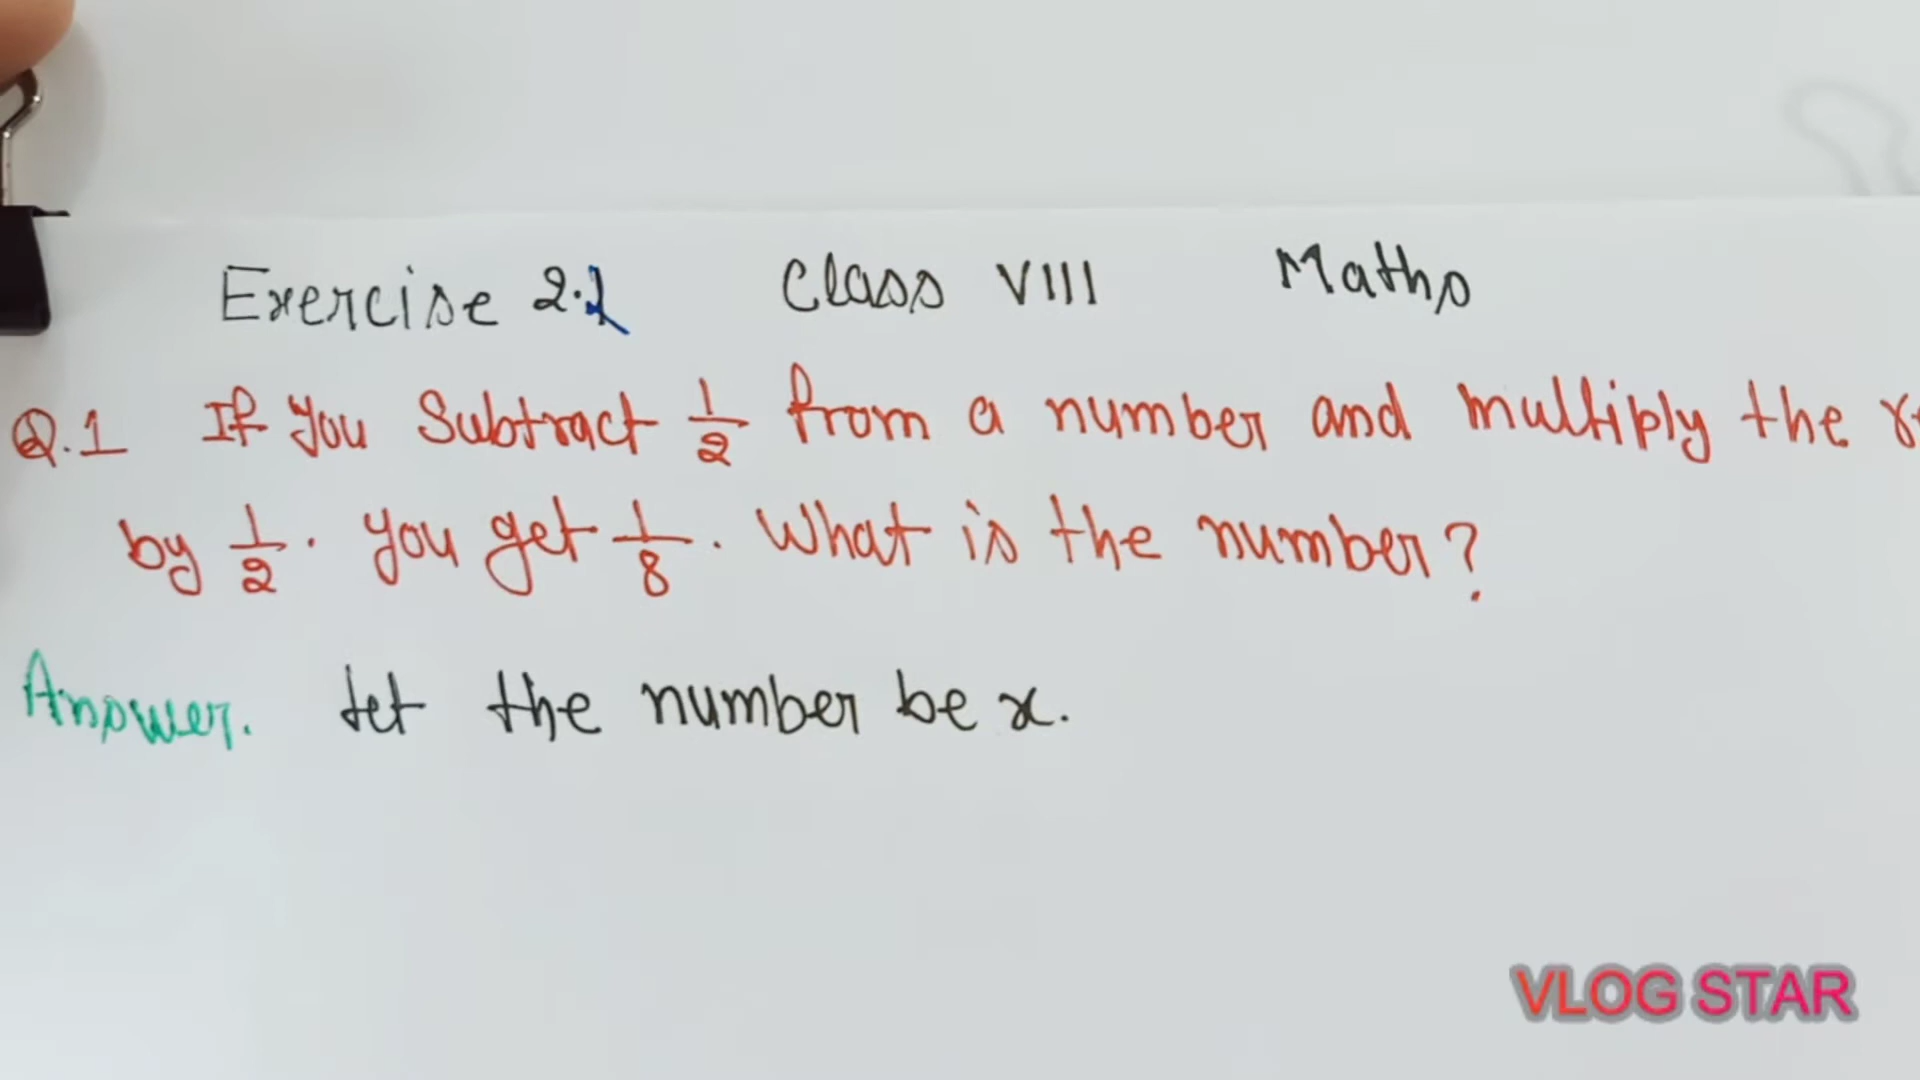 Exercise 2.2 Class VIII Maths
Q.1 If you Subtract 1/2 from a number and multiply the
by 1/2. you get 1/8. What is the number?
Answer. Let the number be x.
VLOG STAR